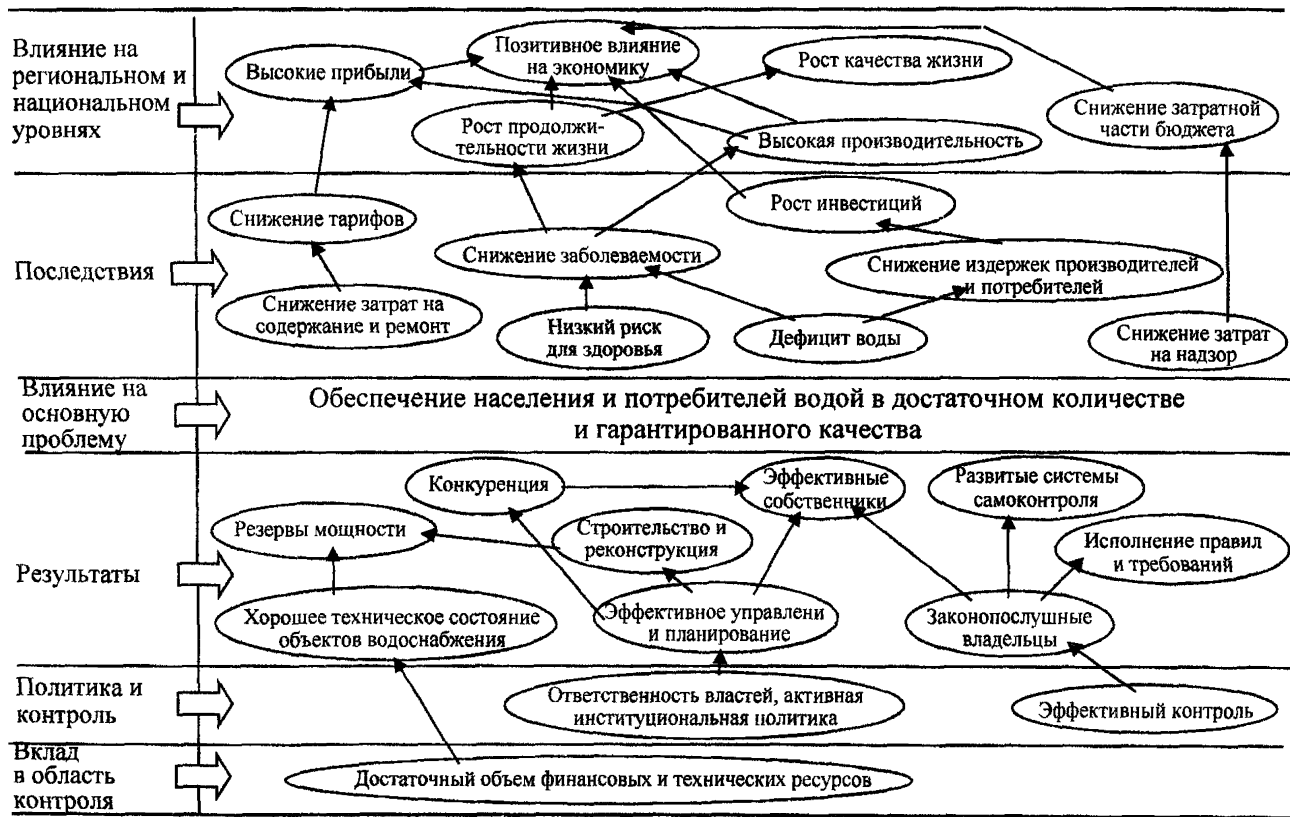 Влияние на
региональном и
национальном
уровнях
Высокие прибыли
Позитивное влияние
на экономику
Рост качества жизни
Снижение затратной
части бюджета
Рост продолжи-
тельности жизни
Высокая производительность
Последствия
Снижение тарифов
Рост инвестиций
Снижение заболеваемости
Снижение издержек производителей
и потребителей
Снижение затрат на
содержание и ремонт
Низкий риск
для здоровья
Дефицит воды
Снижение затрат
на надзор
Влияние на
основную
проблему
Обеспечение населения и потребителей водой в достаточном количестве
и гарантированного качества
Результаты
Конкуренция
Эффективные
собственники
Развитые системы
самоконтроля
Резервы мощности
Строительство и
реконструкция
Исполнение правил
и требований
Хорошее техническое состояние
объектов водоснабжения
Эффективное управлени
и планирование
Законопослушные
владельцы
Политика и
контроль
Ответственность властей, активная
институциональная политика
Эффективный контроль
Вклад
в область
контроля
Достаточный объем финансовых и технических ресурсов